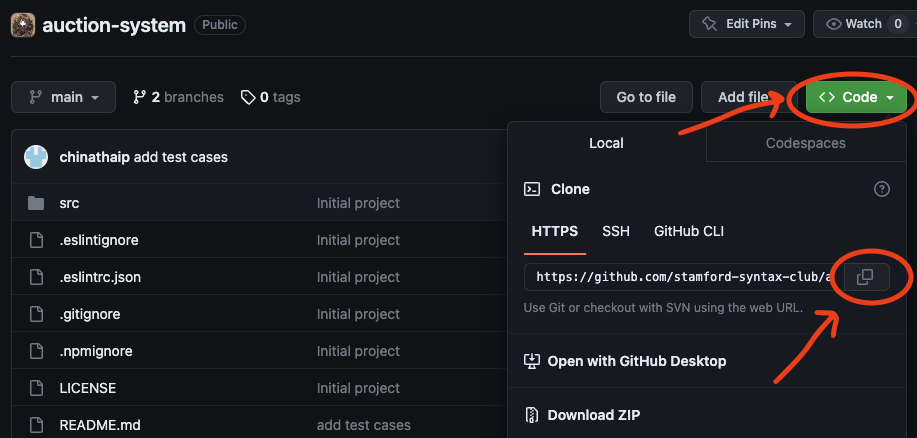 auction-system Public Edit Pins Watch 0
main 2 branches 0 tags Go to file Add file <> Code
chinathaip add test cases
src Initial project
.eslintignore Initial project
.eslintrc.json Initial project
.gitignore Initial project
.npmignore Initial project
LICENSE Initial project
README.md add test cases
Local Codespaces
Clone
HTTPS SSH GitHub CLI
https://github.com/stamford-syntax-club/a
Use Git or checkout with SVN using the web URL.
Open with GitHub Desktop
Download ZIP